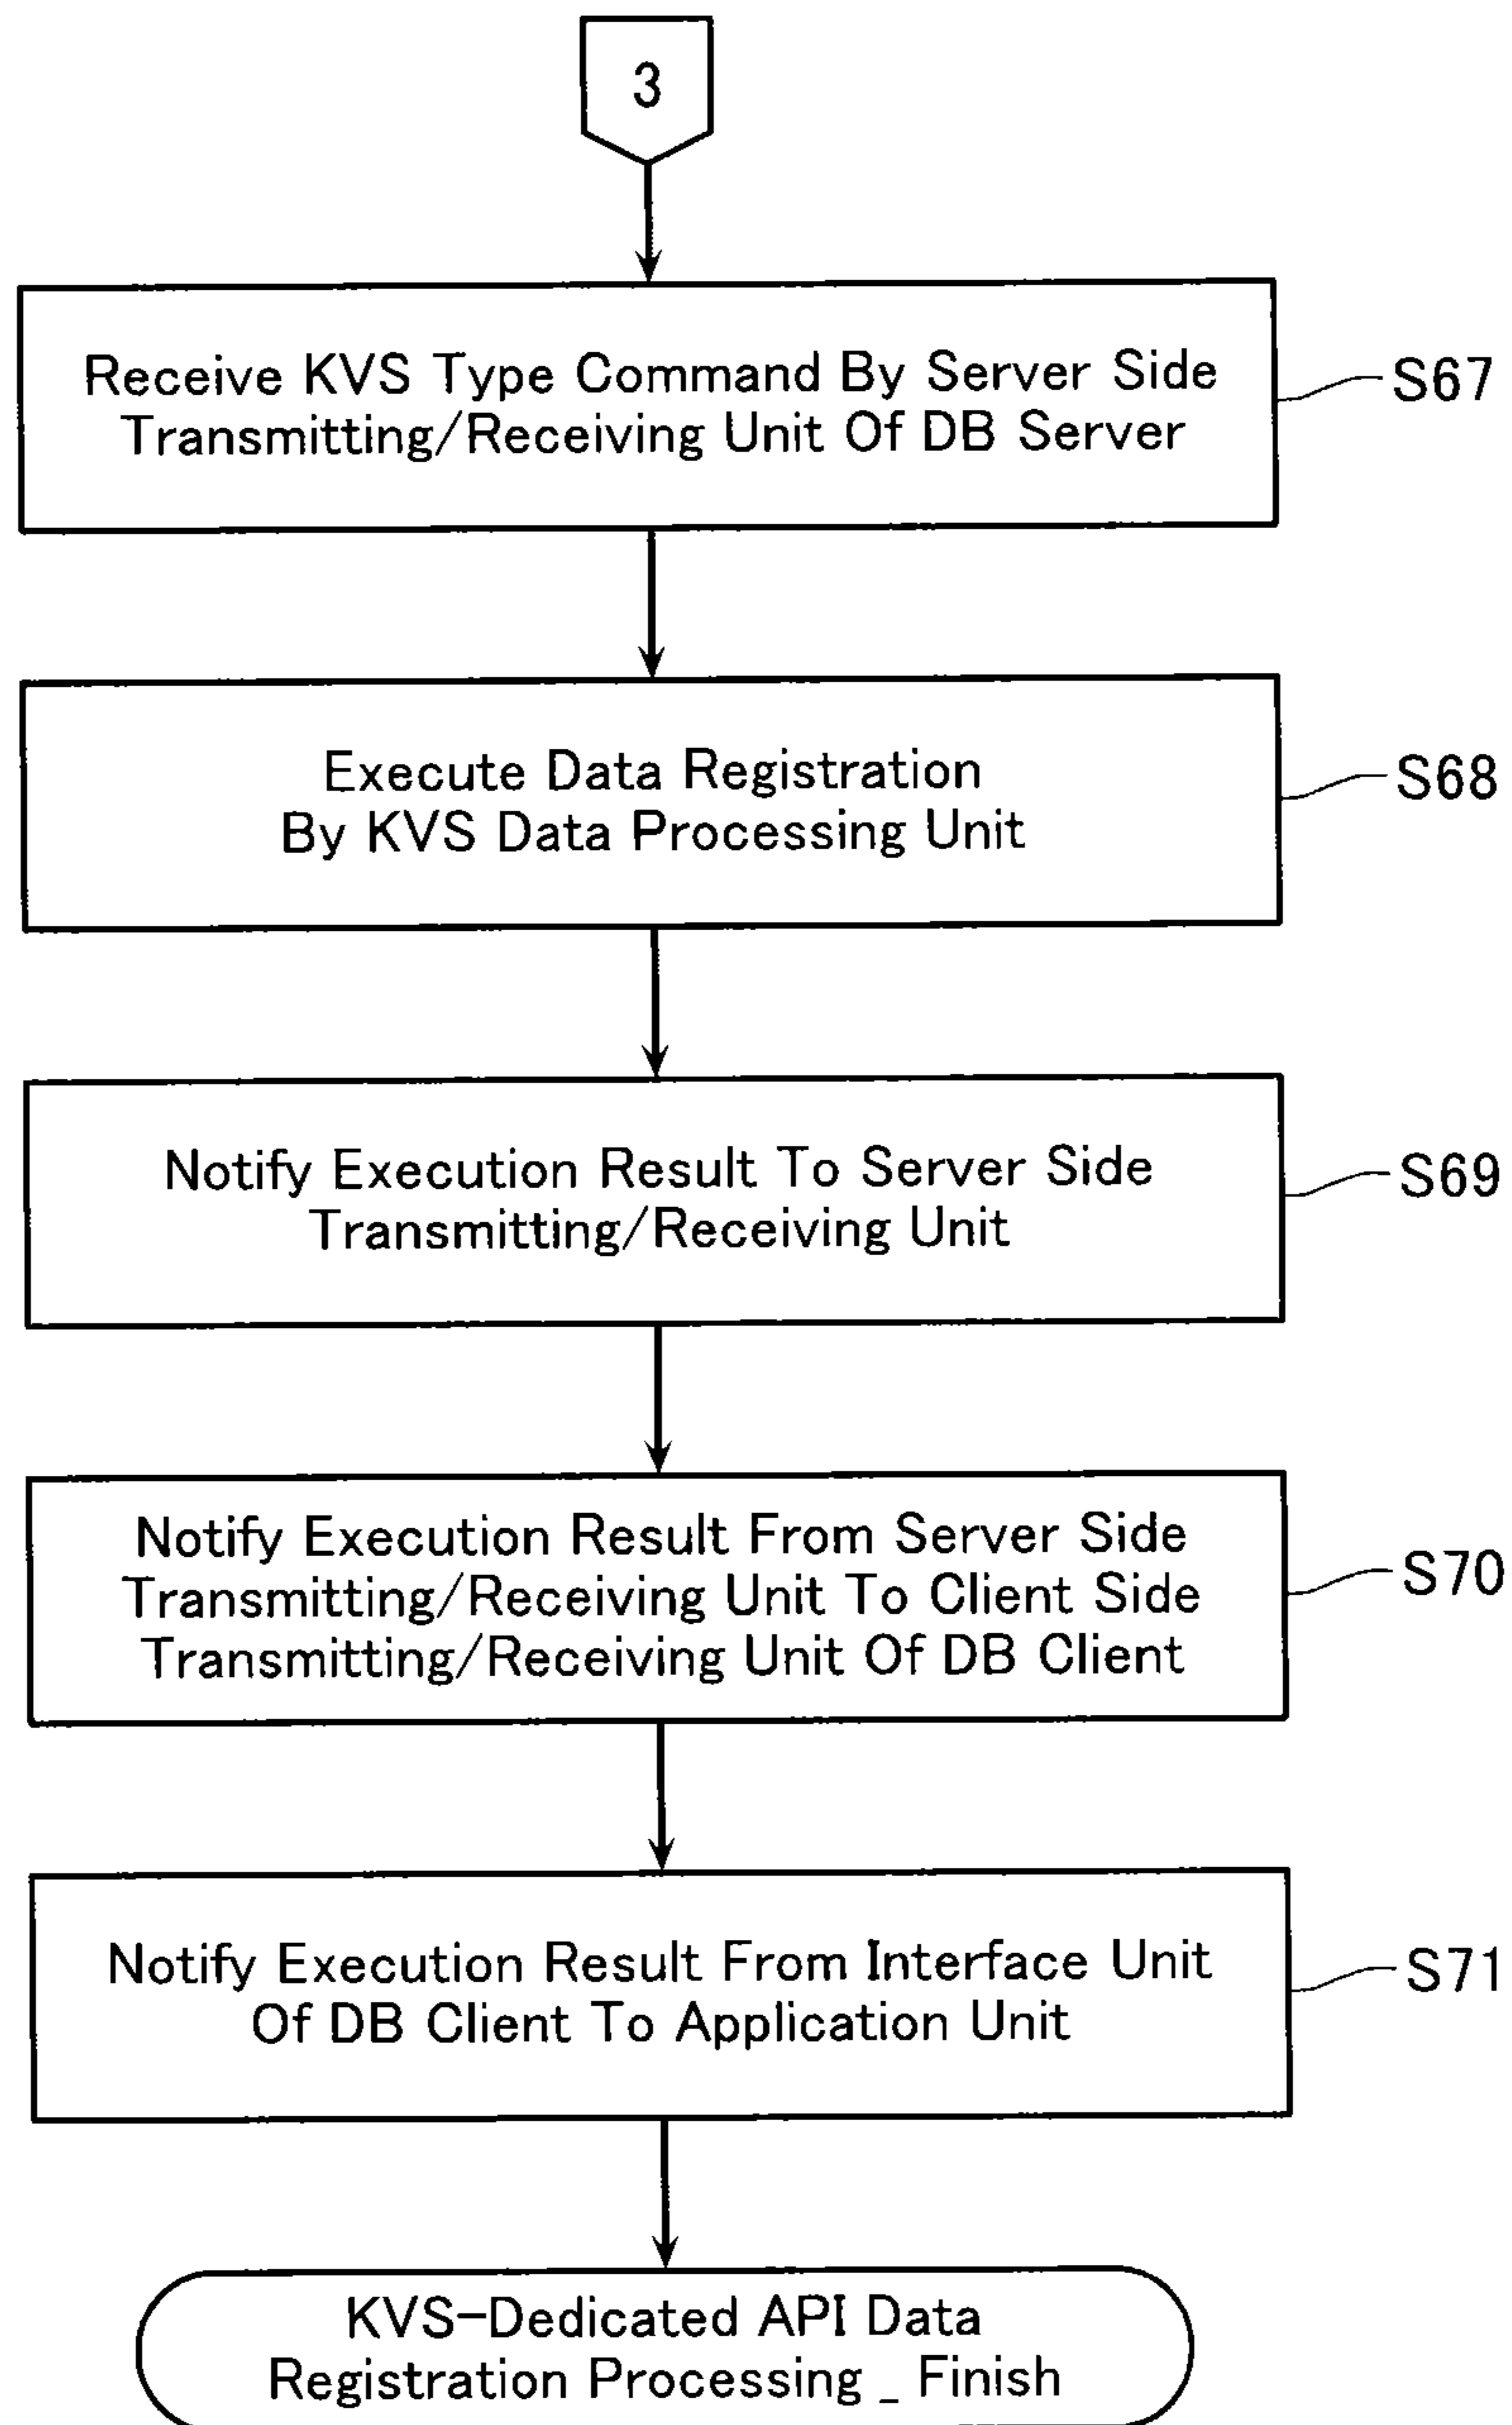 3
Receive KVS Type Command By Server Side
Transmitting/Receiving Unit Of DB Server
S67
Execute Data Registration
By KVS Data Processing Unit
S68
Notify Execution Result To Server Side
Transmitting/Receiving Unit
S69
Notify Execution Result From Server Side
Transmitting/Receiving Unit To Client Side
Transmitting/Receiving Unit Of DB Client
S70
Notify Execution Result From Interface Unit
Of DB Client To Application Unit
S71
KVS-Dedicated API Data
Registration Processing _ Finish